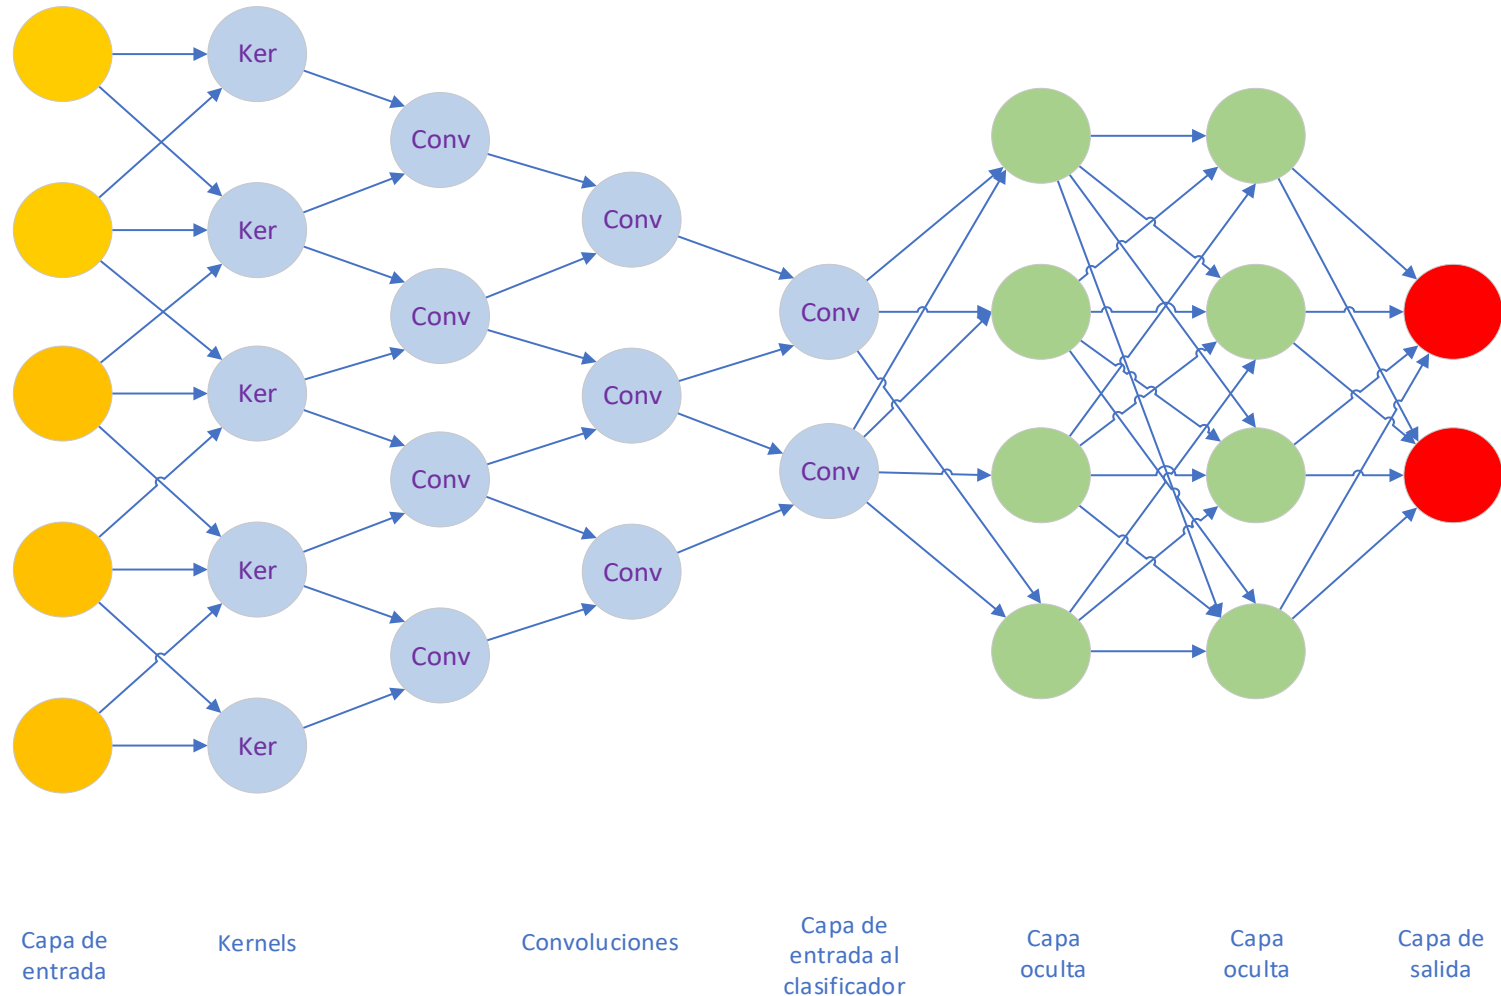 Ker
Ker
Ker
Ker
Ker
Conv
Conv
Conv
Conv
Conv
Conv
Conv
Conv
Conv
Capa de
entrada
Kernels
Convoluciones
Capa de
entrada al
clasificador
Capa
oculta
Capa
oculta
Capa de
salida